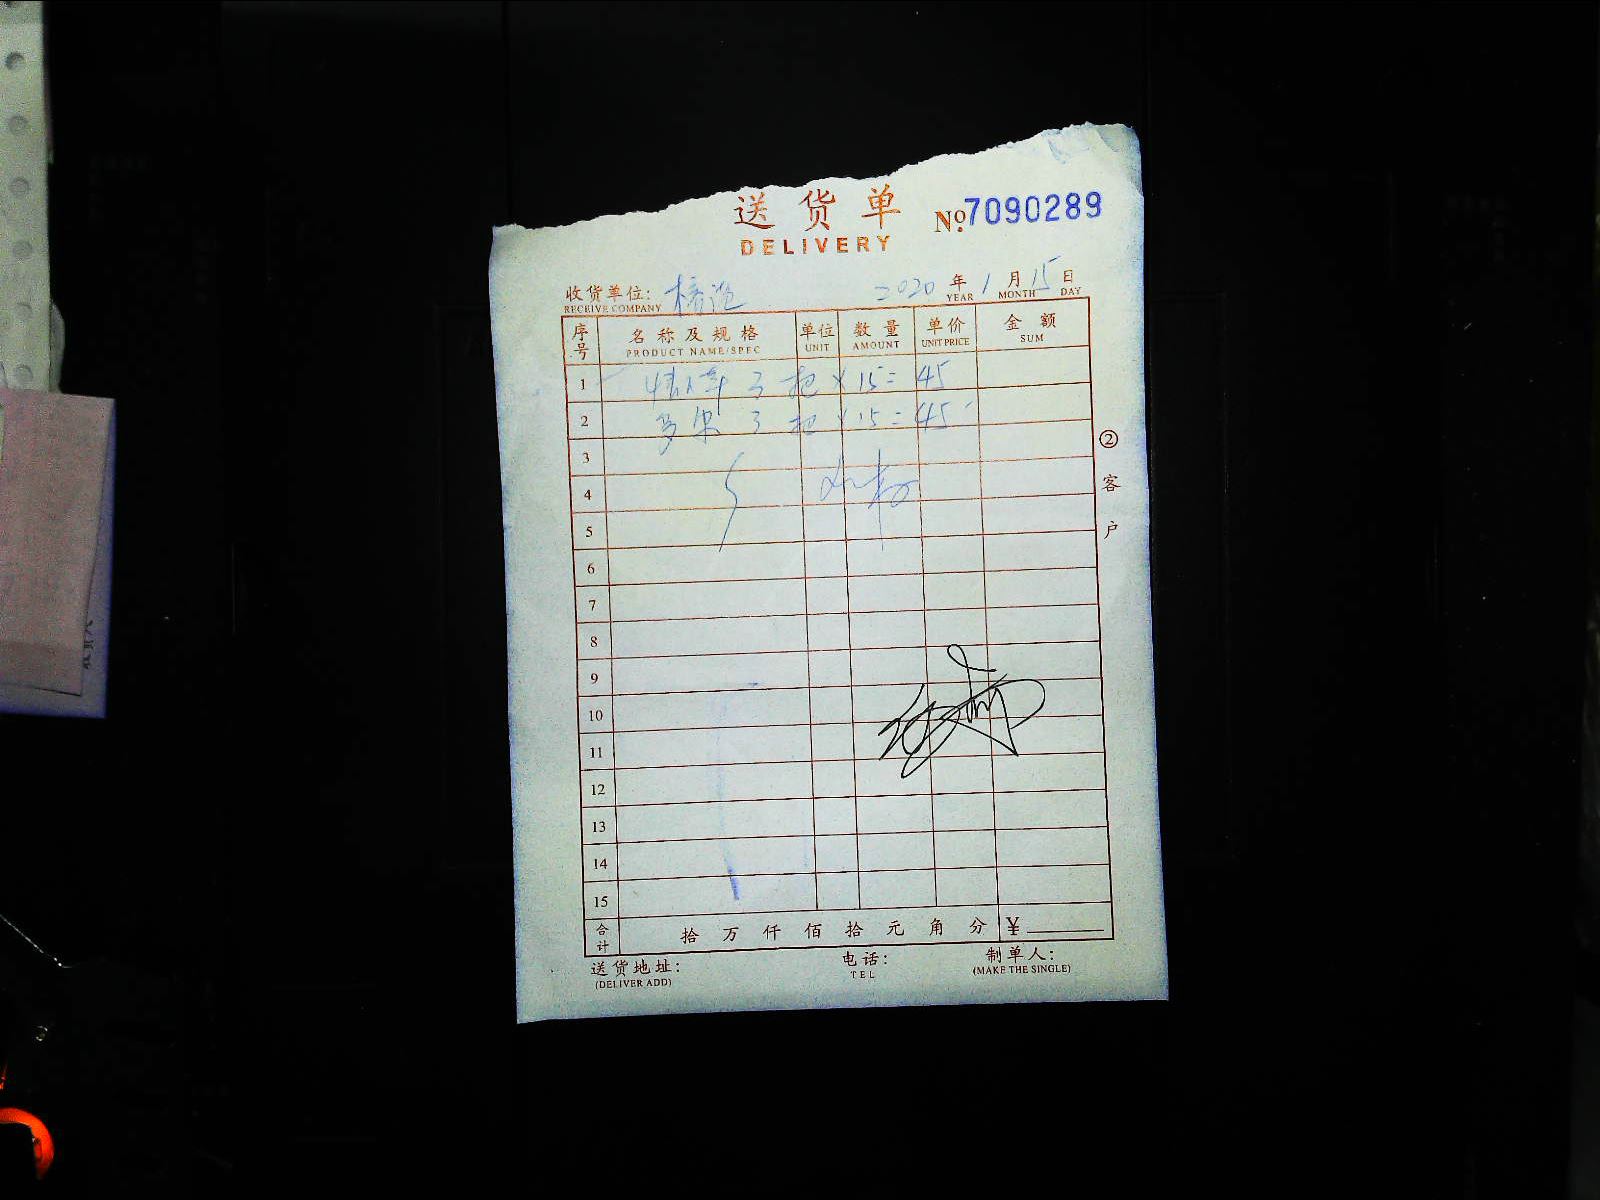 送货单 №7090289
DELIVERY
收货单位: 2020 年 1 月 15 日
RECEIVE COMPANY YEAR MONTH DAY
序号 名称及规格 单位 数量 单价 金额
PRODUCT NAME/SPEC UNIT AMOUNT UNIT PRICE SUM
1 3 把 × 15 = 45
2 多果 3 把 × 15 = 45
3
4
5
6
7
8
9
10
11
12
13
14
15
② 客户
合计 拾 万 仟 佰 拾 元 角 分 ¥
送货地址: 电话: 制单人:
(DELIVER ADD) TEL (MAKE THE SINGLE)